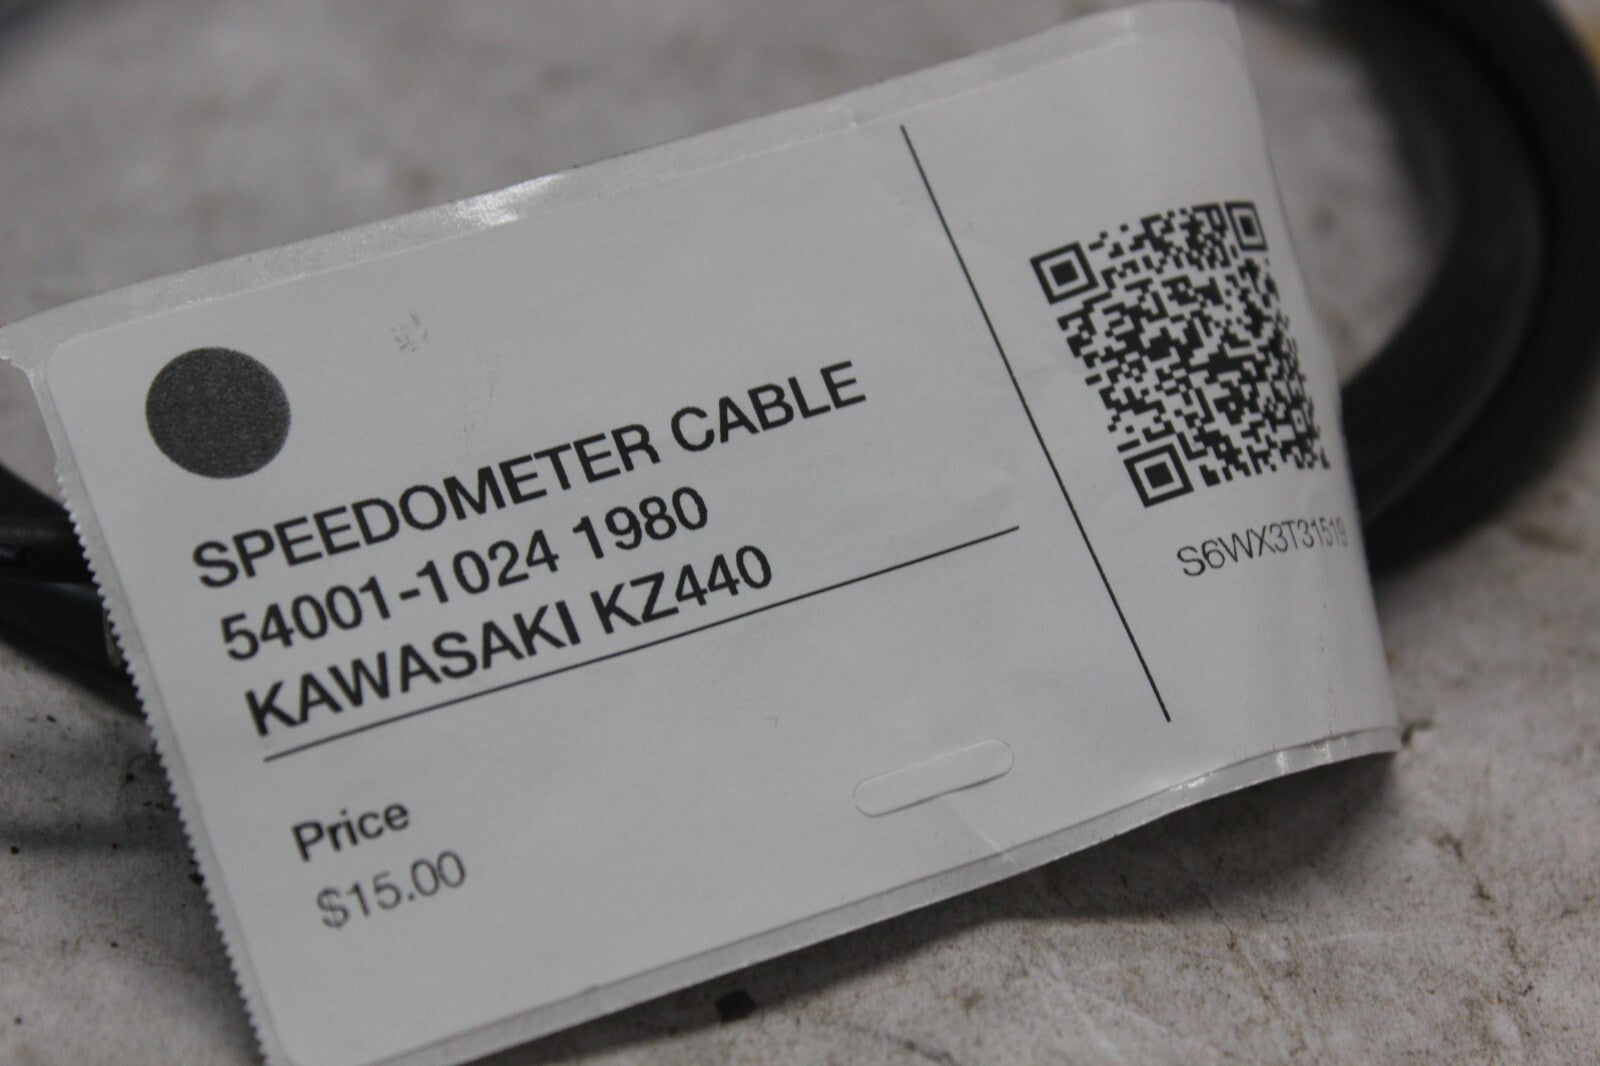 SPEEDOMETER CABLE
54001-1024 1980
KAWASAKI KZ440
Price
$15.00
S6WX3T31519